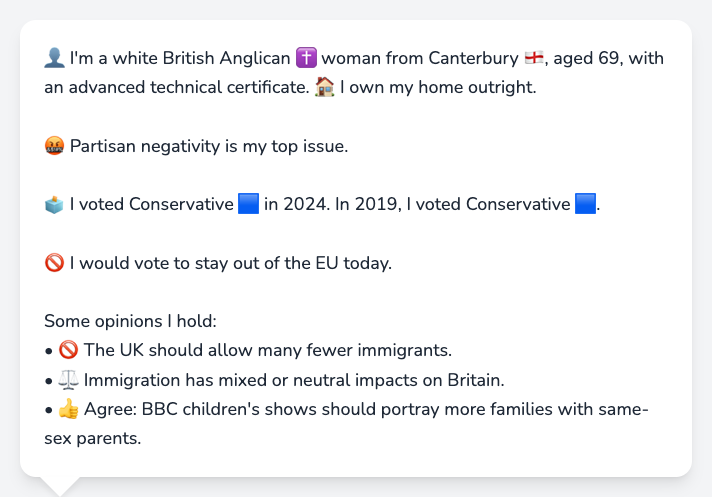 👤 I'm a white British Anglican ✝️ woman from Canterbury 🏴󠁧󠁢󠁥󠁮󠁧󠁿, aged 69, with
an advanced technical certificate. 🏠 I own my home outright.
🤬 Partisan negativity is my top issue.
🗳️ I voted Conservative 🟦 in 2024. In 2019, I voted Conservative 🟦.
🚫 I would vote to stay out of the EU today.
Some opinions I hold:
• 🚫 The UK should allow many fewer immigrants.
• ⚖️ Immigration has mixed or neutral impacts on Britain.
• 👍 Agree: BBC children's shows should portray more families with same-
sex parents.